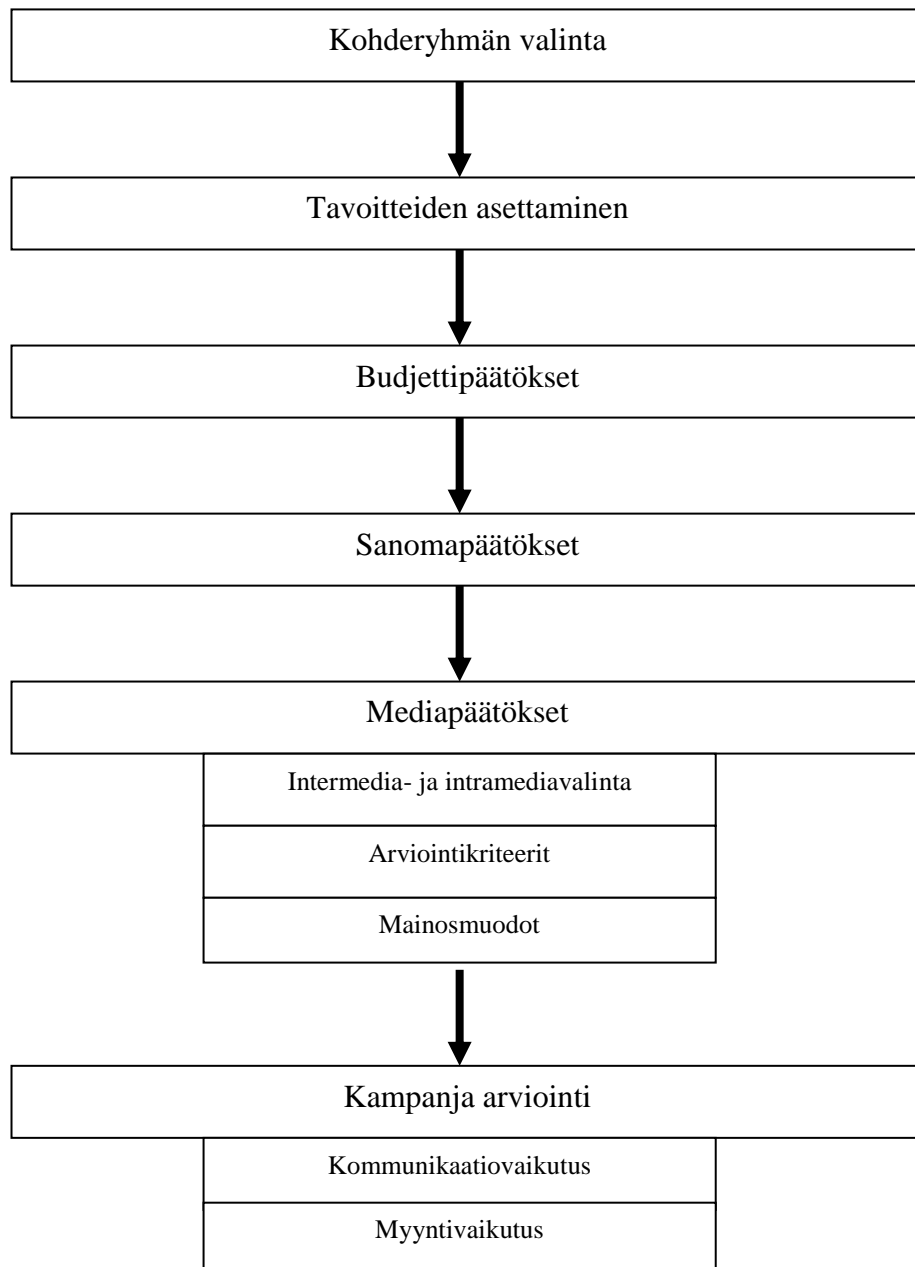 Kohderyhmän valinta
Tavoitteiden asettaminen
Budjettipäätökset
Sanomapäätökset
Mediapäätökset
Intermedia- ja intramediavalinta
Arviointikriteerit
Mainosmuodot
Kampanja arviointi
Kommunikaatiovaikutus
Myyntivaikutus